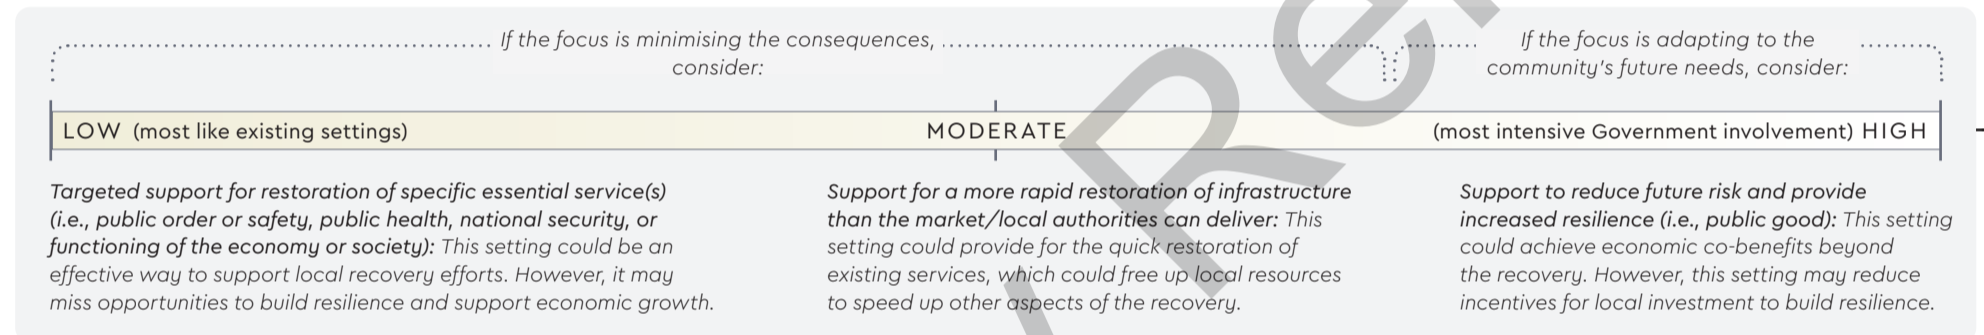 If the focus is minimising the consequences,
consider:
If the focus is adapting to the
community's future needs, consider:
LOW (most like existing settings)
MODERATE
(most intensive Government involvement) HIGH
Targeted support for restoration of specific essential service(s)
(i.e., public order or safety, public health, national security, or
functioning of the economy or society): This setting could be an
effective way to support local recovery efforts. However, it may
miss opportunities to build resilience and support economic growth.
Support for a more rapid restoration of infrastructure
than the market/local authorities can deliver: This
setting could provide for the quick restoration of
existing services, which could free up local resources
to speed up other aspects of the recovery.
Support to reduce future risk and provide
increased resilience (i.e., public good): This setting
could achieve economic co-benefits beyond
the recovery. However, this setting may reduce
incentives for local investment to build resilience.